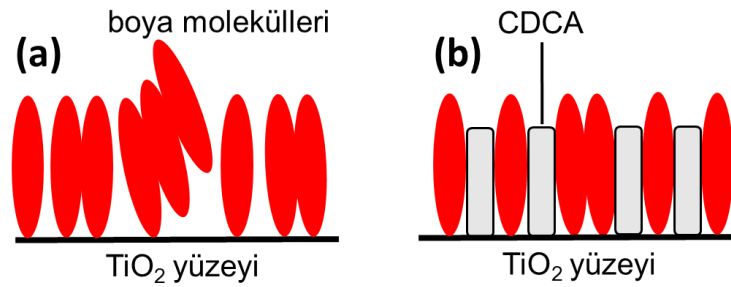 (a)
boya molekülleri
TiO₂ yüzeyi
(b)
CDCA
TiO₂ yüzeyi